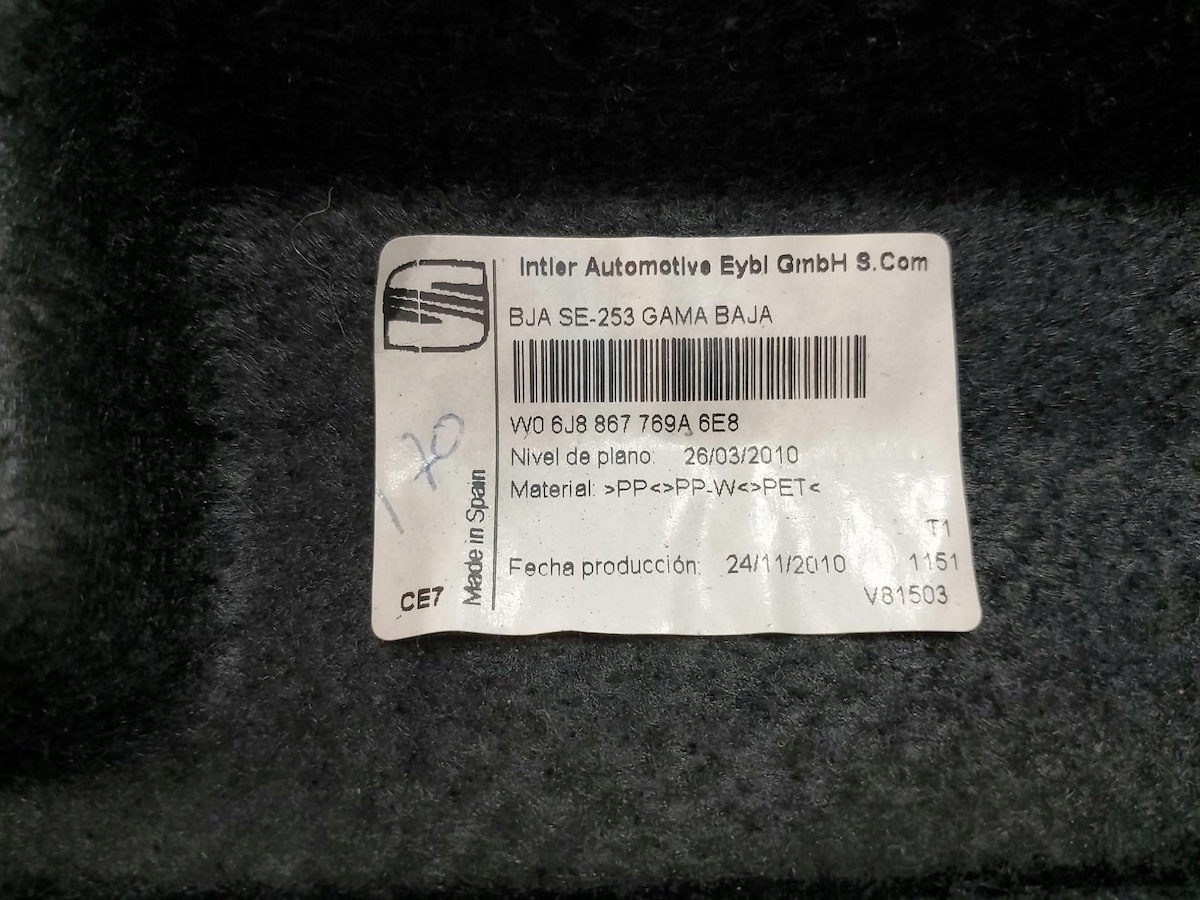 Intier Automotive Eybl GmbH S.Com
BJA SE-253 GAMA BAJA
W0 6J8 867 769A 6E8
Nivel de plano: 26/03/2010
Material: >PP<>PP-W<>PET<
T1
Fecha producción: 24/11/2010 1151
V81503
Made in Spain
CE7
170